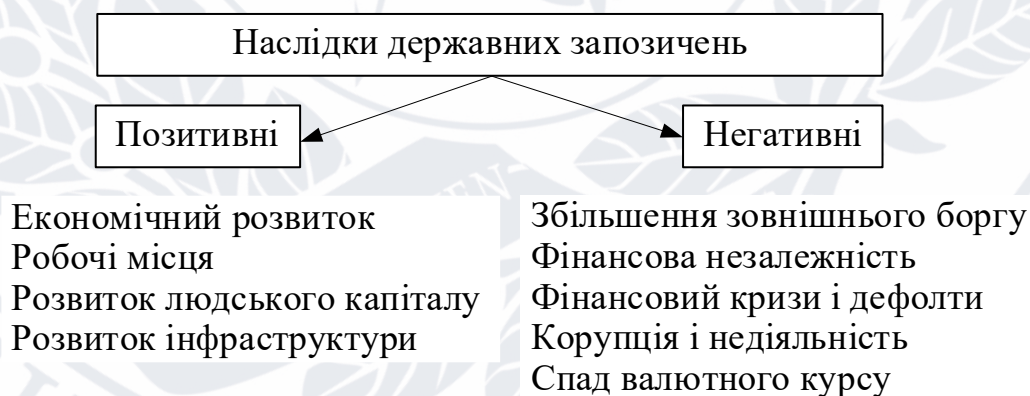 Наслідки державних запозичень
Позитивні
Негативні
Економічний розвиток
Робочі місця
Розвиток людського капіталу
Розвиток інфраструктури
Збільшення зовнішнього боргу
Фінансова незалежність
Фінансовий кризи і дефолти
Корупція і недіяльність
Спад валютного курсу